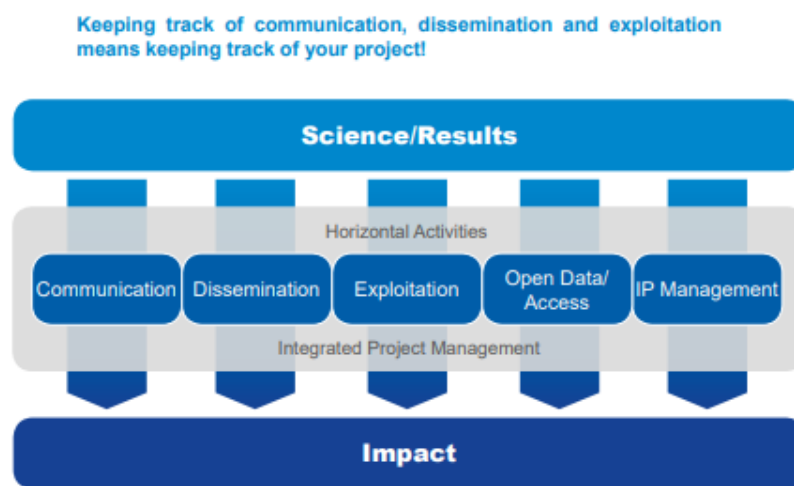 Keeping track of communication, dissemination and exploitation
means keeping track of your project!
Science/Results
Horizontal Activities
Communication
Dissemination
Exploitation
Open Data/
Access
IP Management
Integrated Project Management
Impact